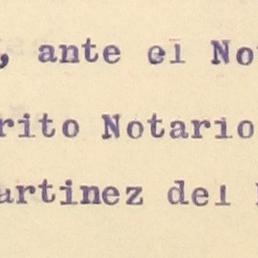 , ante el No
rito Notario
artinez del